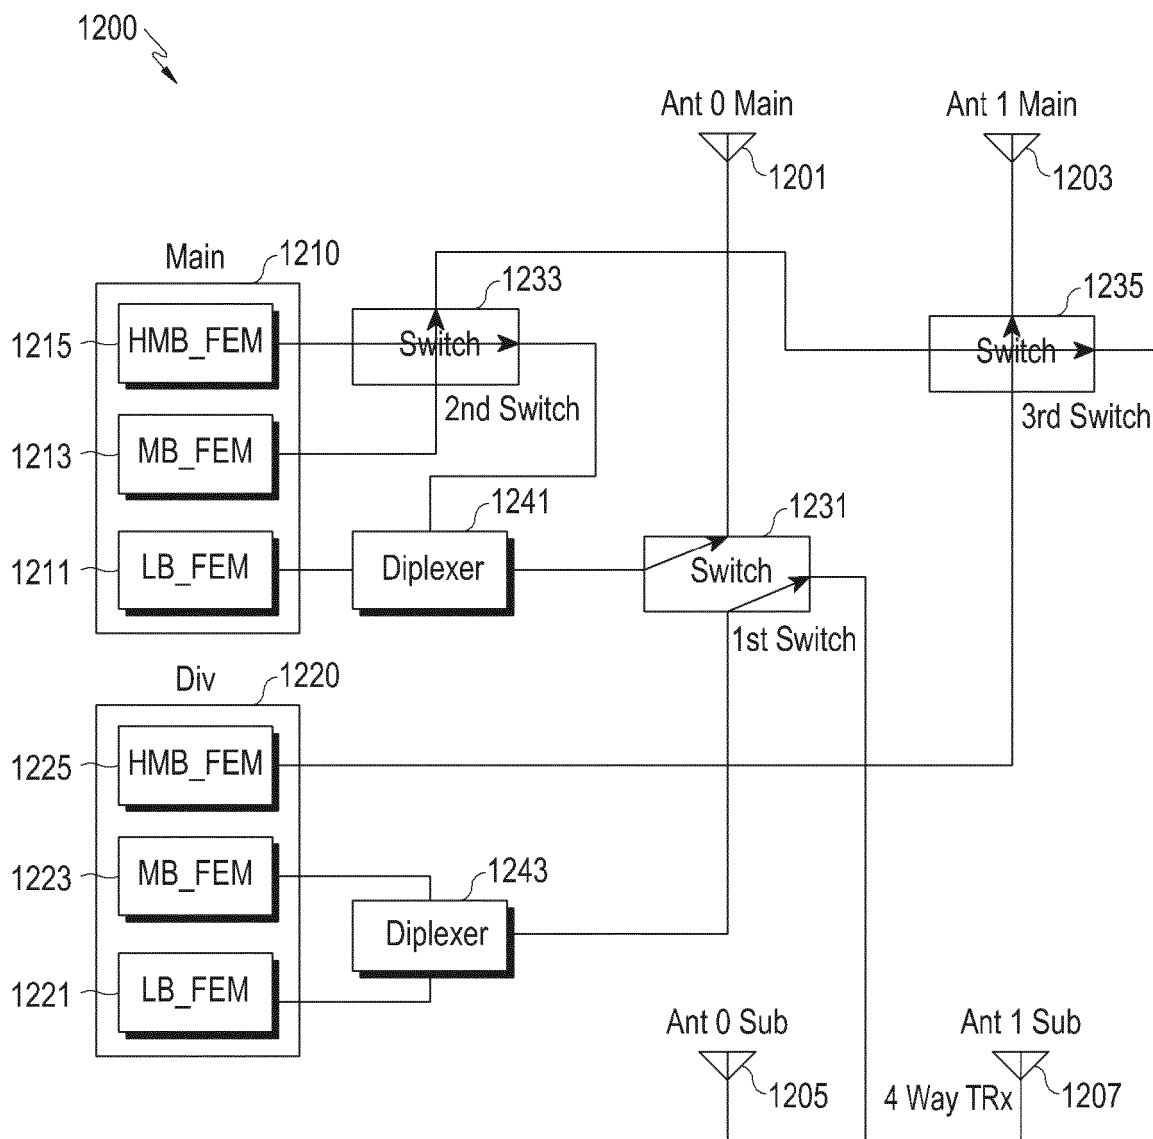 1200
Ant 0 Main
Ant 1 Main
1201
1203
Main
1210
1233
1235
1215
HMB_FEM
Switch
Switch
2nd Switch
3rd Switch
1213
MB_FEM
1241
1231
1211
LB_FEM
Diplexer
Switch
1st Switch
Div
1220
1225
HMB_FEM
1223
MB_FEM
1243
Diplexer
1221
LB_FEM
Ant 0 Sub
Ant 1 Sub
1205
4 Way TRx
1207